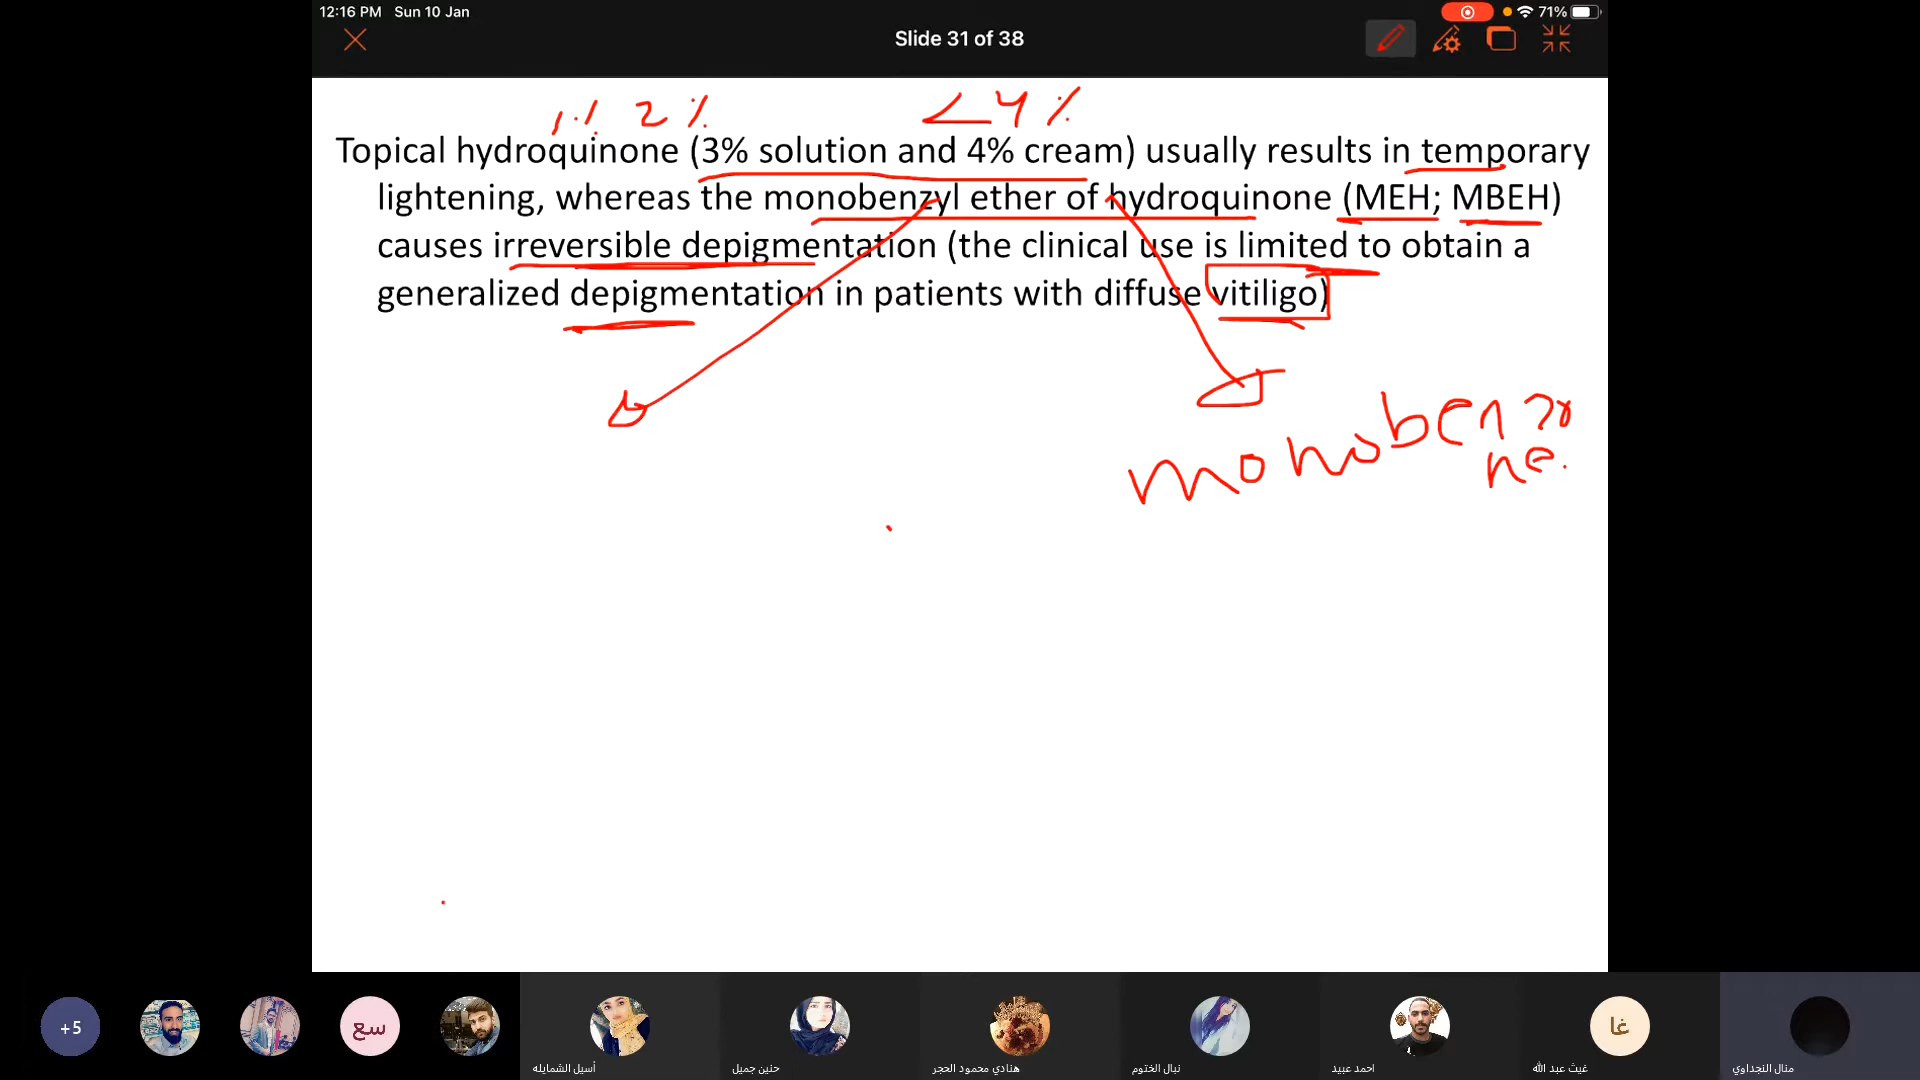 12:16 PM Sun 10 Jan
71%
Slide 31 of 38
2 %
< 4 %
Topical hydroquinone (3% solution and 4% cream) usually results in temporary
lightening, whereas the monobenzyl ether of hydroquinone (MEH; MBEH)
causes irreversible depigmentation (the clinical use is limited to obtain a
generalized depigmentation in patients with diffuse vitiligo)
monobenzo
ne.
+5
سع
غا
أسيل الشمايله
حنين جميل
هنادي محمود الحجر
نبال الختوم
احمد عبيد
غيث عبد الله
منال النجداوي